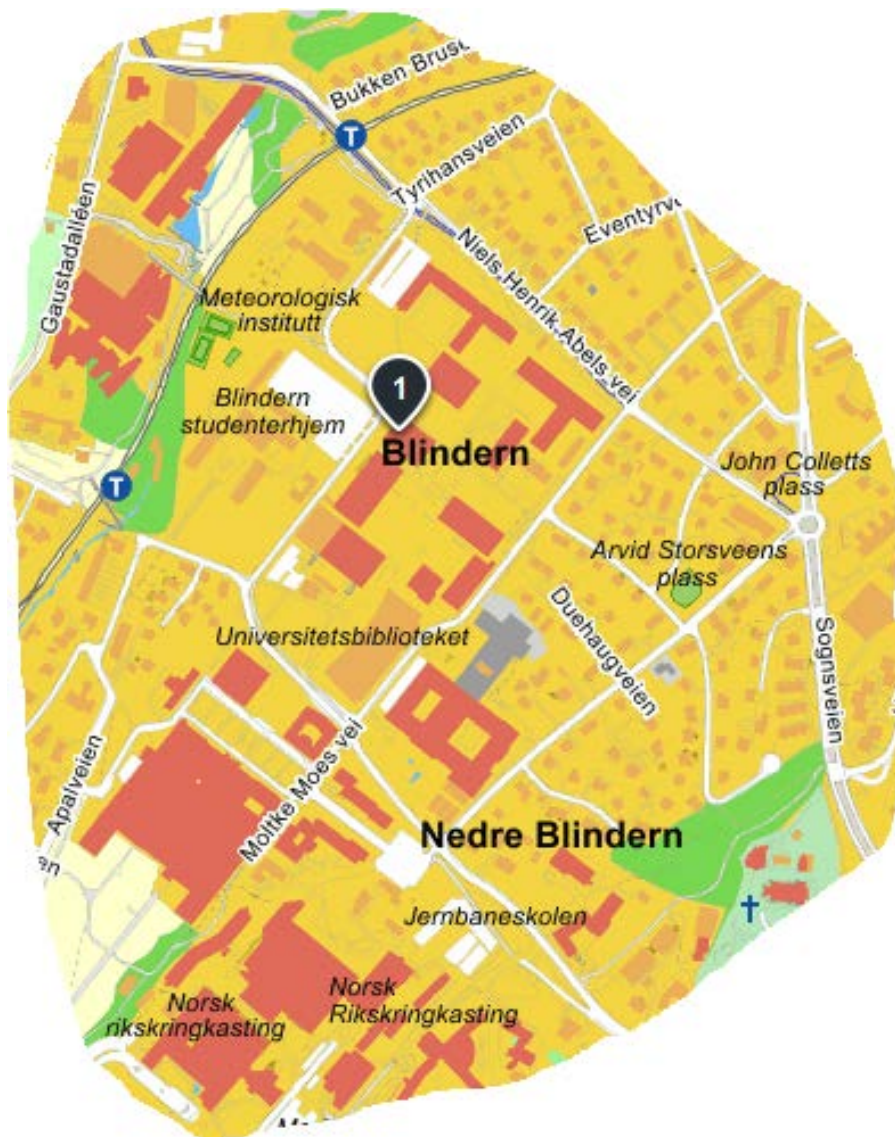 Bukken Bruse
T
Tyrihansveien
Gaustadalléen
Niels Henrik Abels vei
Meteorologisk
institutt
1
Blindern
studenterhjem
Blindern
T
John Colletts
plass
Arvid Storsveens
plass
Duehaugveien
Universitetsbiblioteket
Sognsveien
Apalveien
Moltke Moes vei
Nedre Blindern
Jernbaneskolen
Norsk
rikskringkasting
Norsk
Rikskringkasting